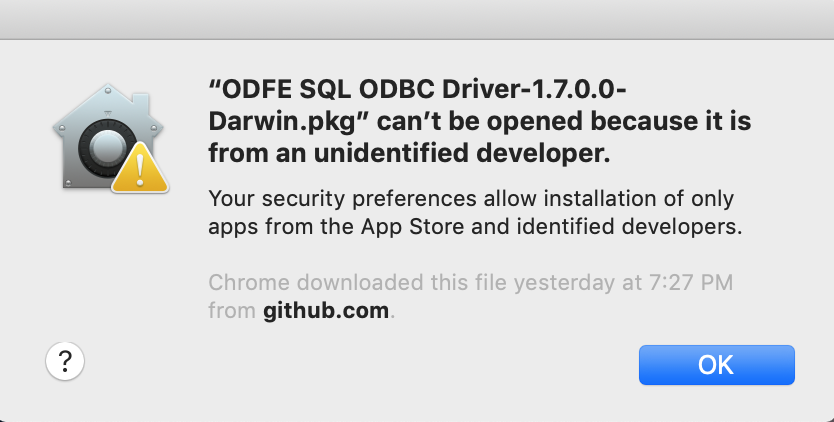 “ODFE SQL ODBC Driver-1.7.0.0-
Darwin.pkg” can’t be opened because it is
from an unidentified developer.
Your security preferences allow installation of only
apps from the App Store and identified developers.
Chrome downloaded this file yesterday at 7:27 PM
from github.com.
?
OK